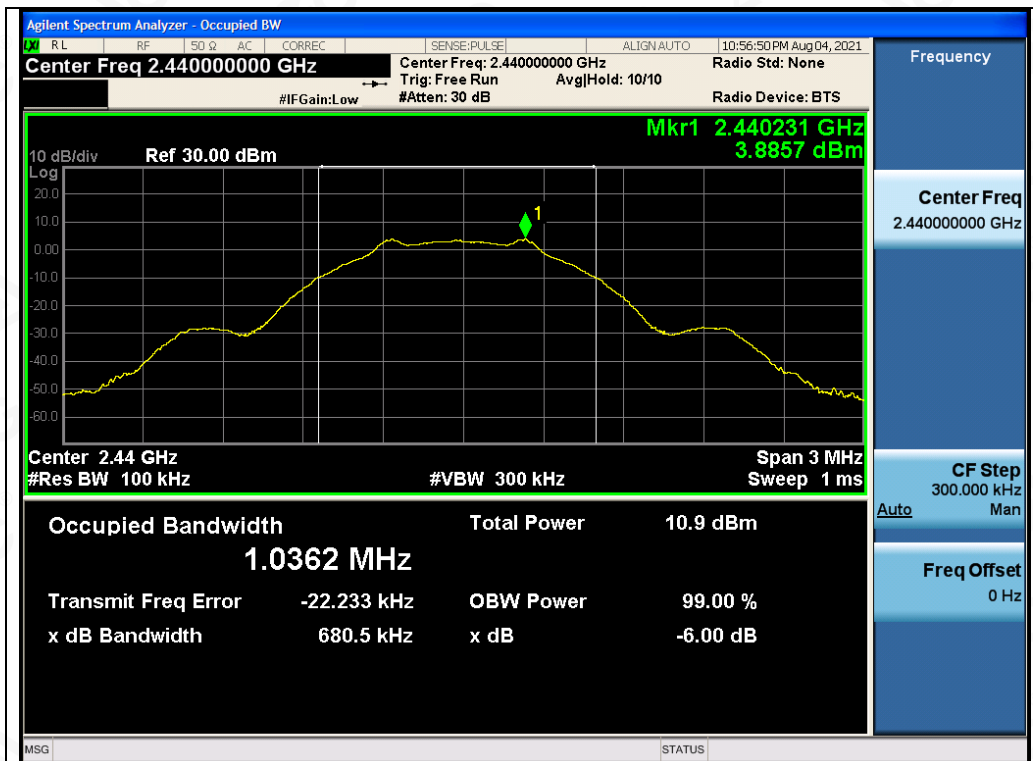 Agilent Spectrum Analyzer - Occupied BW
LXI RL RF 50 Ω AC CORREC SENSE:PULSE ALIGN AUTO 10:56:50 PM Aug 04, 2021
Center Freq 2.440000000 GHz Center Freq: 2.440000000 GHz Radio Std: None
Trig: Free Run Avg|Hold: 10/10
#IFGain:Low #Atten: 30 dB Radio Device: BTS
Frequency
Mkr1 2.440231 GHz
3.8857 dBm
10 dB/div Ref 30.00 dBm
Log
20.0
10.0
0.00
-10.0
-20.0
-30.0
-40.0
-50.0
-60.0
1
Center 2.44 GHz Span 3 MHz
#Res BW 100 kHz #VBW 300 kHz Sweep 1 ms
Center Freq
2.440000000 GHz
CF Step
300.000 kHz
Auto Man
Freq Offset
0 Hz
Occupied Bandwidth Total Power 10.9 dBm
1.0362 MHz
Transmit Freq Error -22.233 kHz OBW Power 99.00 %
x dB Bandwidth 680.5 kHz x dB -6.00 dB
MSG STATUS